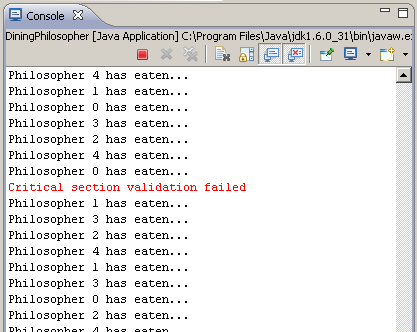 Console
DiningPhilosopher [Java Application] C:\Program Files\Java\jdk1.6.0_31\bin\javaw.e
Philosopher 4 has eaten...
Philosopher 1 has eaten...
Philosopher 0 has eaten...
Philosopher 3 has eaten...
Philosopher 2 has eaten...
Philosopher 4 has eaten...
Philosopher 0 has eaten...
Critical section validation failed
Philosopher 1 has eaten...
Philosopher 3 has eaten...
Philosopher 2 has eaten...
Philosopher 4 has eaten...
Philosopher 1 has eaten...
Philosopher 3 has eaten...
Philosopher 0 has eaten...
Philosopher 2 has eaten...
Philosopher 4 has eaten